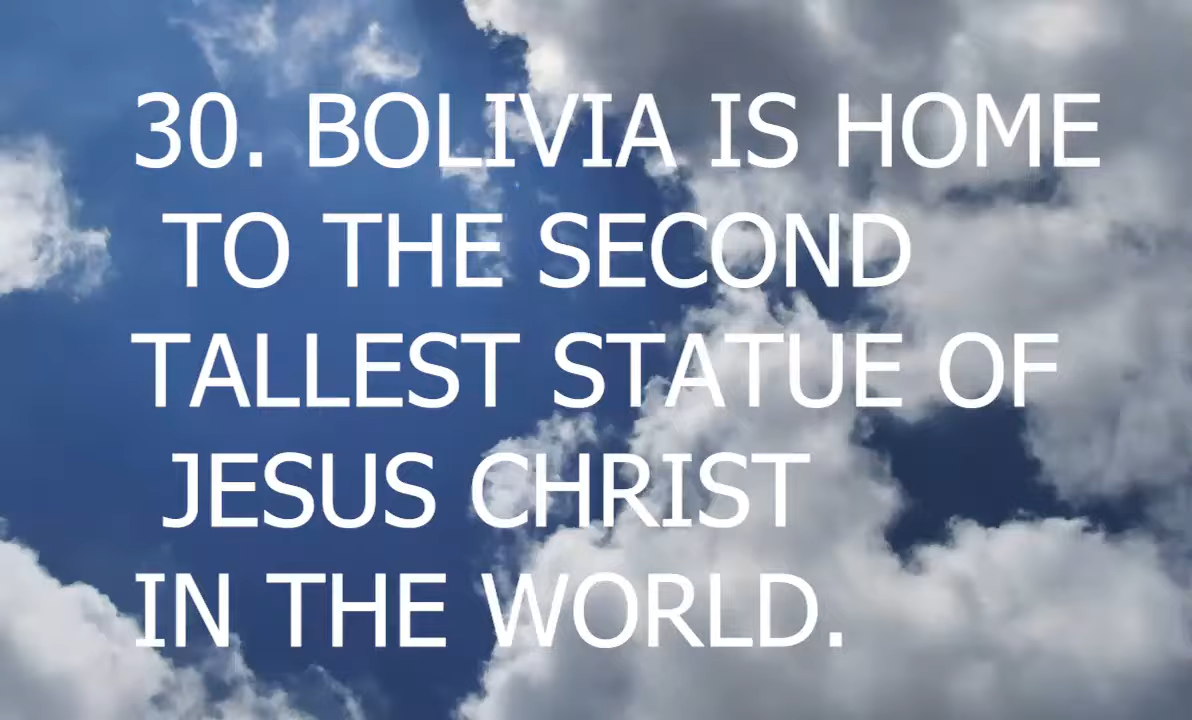 30. BOLIVIA IS HOME
TO THE SECOND
TALLEST STATUE OF
JESUS CHRIST
IN THE WORLD.